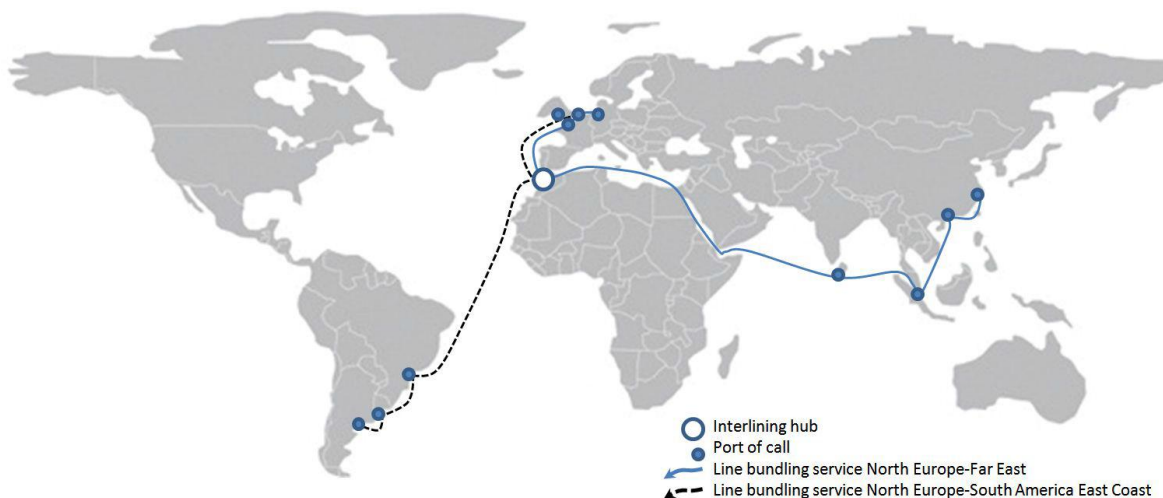 Interlining hub
Port of call
Line bundling service North Europe-Far East
Line bundling service North Europe-South America East Coast